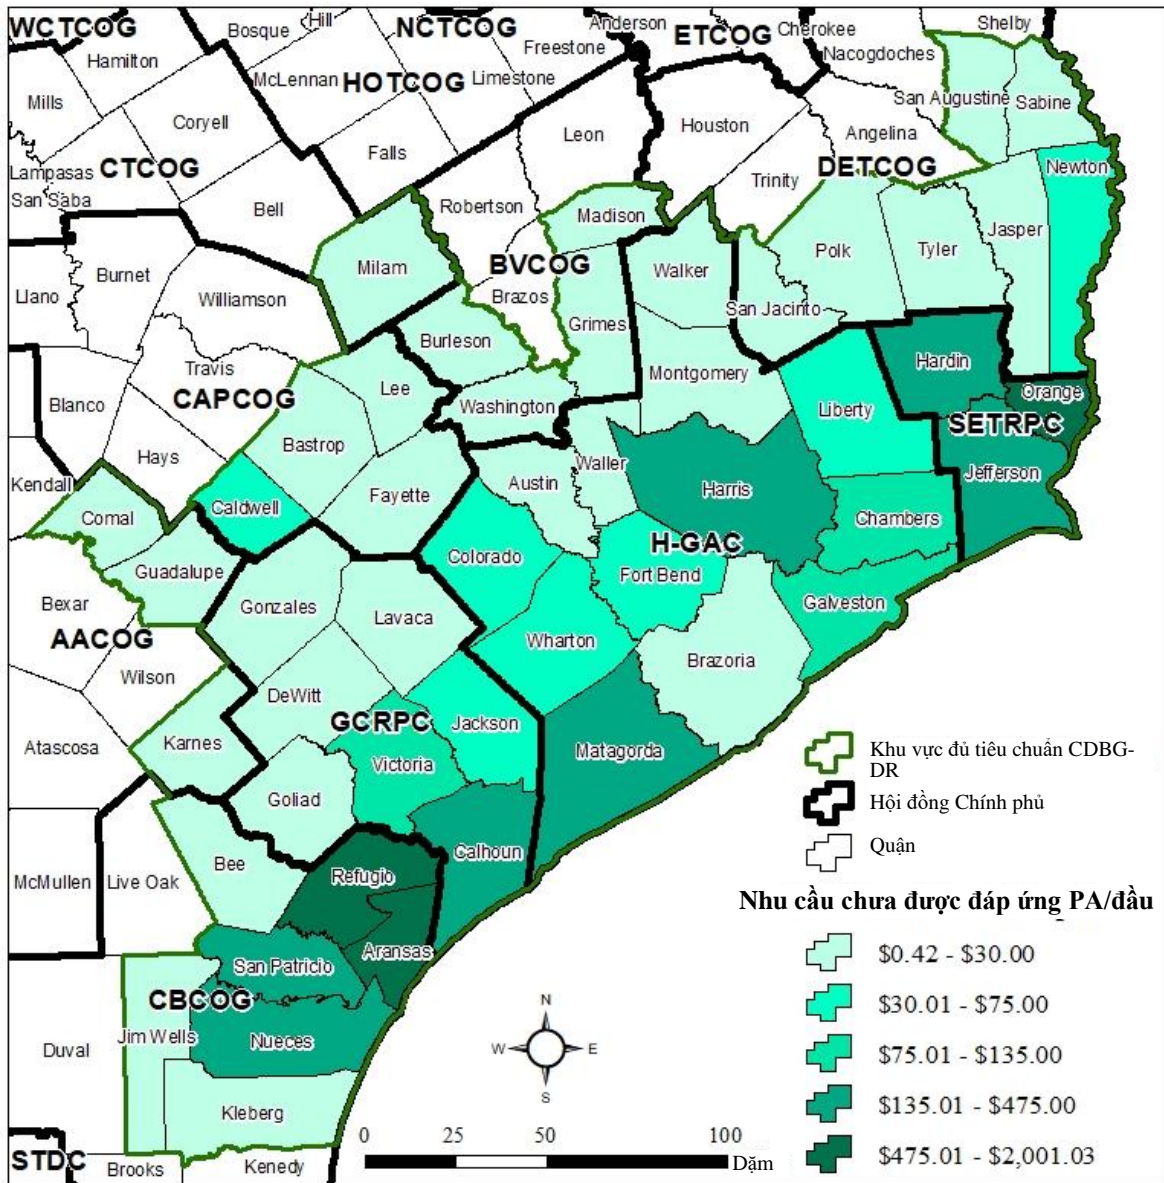 Shelby
Hill
Anderson
Cherokee
WCTCOG
Bosque
NCTCOG
ETCOG
Freestone
Nacogdoches
Hamilton
McLennan
HOTCOG
Limestone
San Augustine
Sabine
Mills
Coryell
Leon
Houston
Angelina
Falls
Lampasas
CTCOG
DETCOG
Newton
Trinity
San Saba
Bell
Robertson
Madison
Jasper
Polk
Tyler
Milam
BVCOG
Walker
Burnet
Llano
Williamson
Brazos
San Jacinto
Grimes
Burleson
Hardin
Travis
Montgomery
Lee
Orange
CAPCOG
Blanco
Washington
Liberty
SETRPC
Bastrop
Hays
Waller
Jefferson
Kendall
Austin
Harris
Fayette
Caldwell
Comal
Chambers
H-GAC
Colorado
Guadalupe
Fort Bend
Bexar
Gonzales
Galveston
Lavaca
AACOG
Wharton
Brazoria
Wilson
DeWitt
Atascosa
Karnes
GCRPC
Jackson
Matagorda
Victoria
Goliad
Calhoun
Bee
Refugio
McMullen
Live Oak
Aransas
San Patricio
CBCOG
Jim Wells
Nueces
Duval
Kleberg
STDC
Brooks
Kenedy
Khu vực đủ tiêu chuẩn CDBG-
DR
Hội đồng Chính phủ
Quận
Nhu cầu chưa được đáp ứng PA/đầu
$0.42 - $30.00
$30.01 - $75.00
$75.01 - $135.00
$135.01 - $475.00
$475.01 - $2,001.03
N
W
E
S
0 25 50 100
Dặm